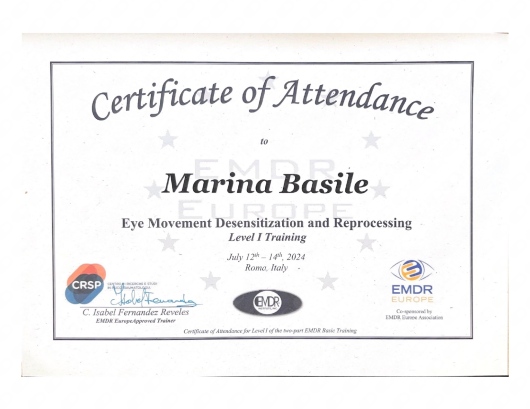 Certificate of Attendance
to
Marina Basile
EMDR
EUROPE
Eye Movement Desensitization and Reprocessing
Level I Training
July 12th – 14th, 2024
Roma, Italy
CRSP
C. Isabel Fernandez Reveles
EMDR EuropeApproved Trainer
EMDR
EMDR
EUROPE
Co-sponsored by
EMDR Europe Association
Certificate of Attendance for Level I of the two-part EMDR Basic Training